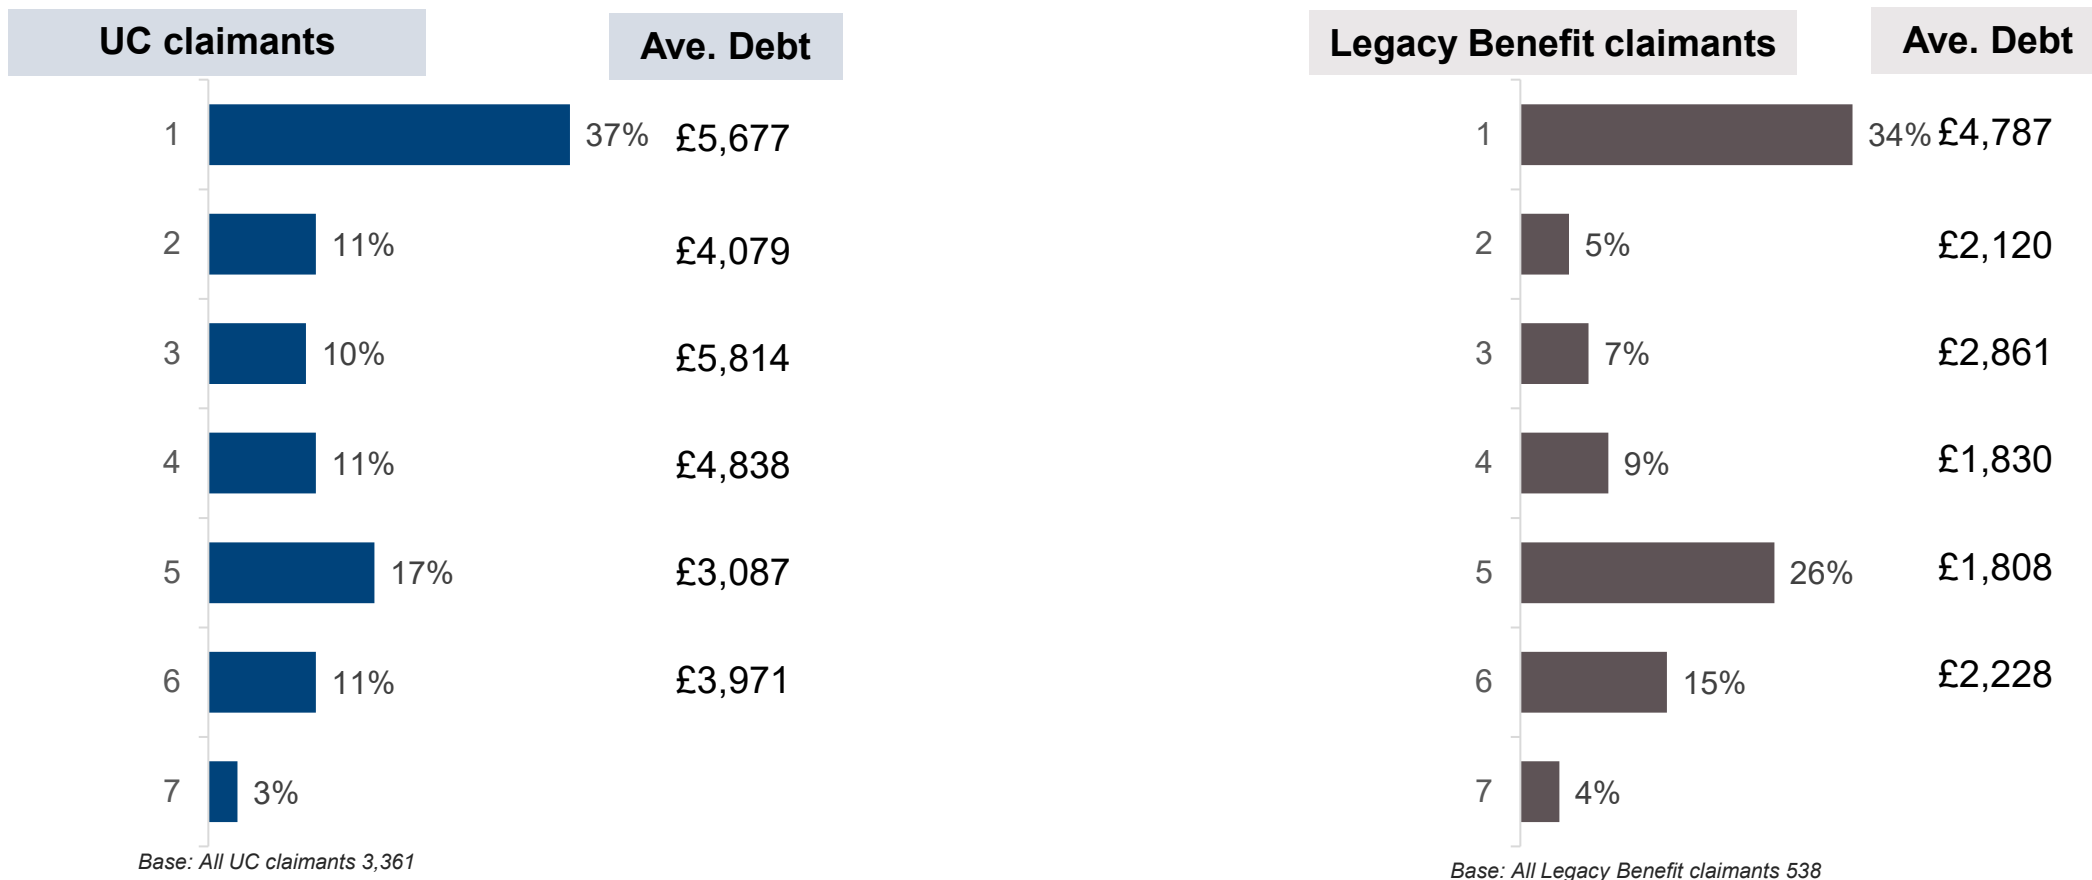 UC claimants
Ave. Debt
1 37% £5,677
2 11% £4,079
3 10% £5,814
4 11% £4,838
5 17% £3,087
6 11% £3,971
7 3%
Base: All UC claimants 3,361
Legacy Benefit claimants
Ave. Debt
1 34% £4,787
2 5% £2,120
3 7% £2,861
4 9% £1,830
5 26% £1,808
6 15% £2,228
7 4%
Base: All Legacy Benefit claimants 538